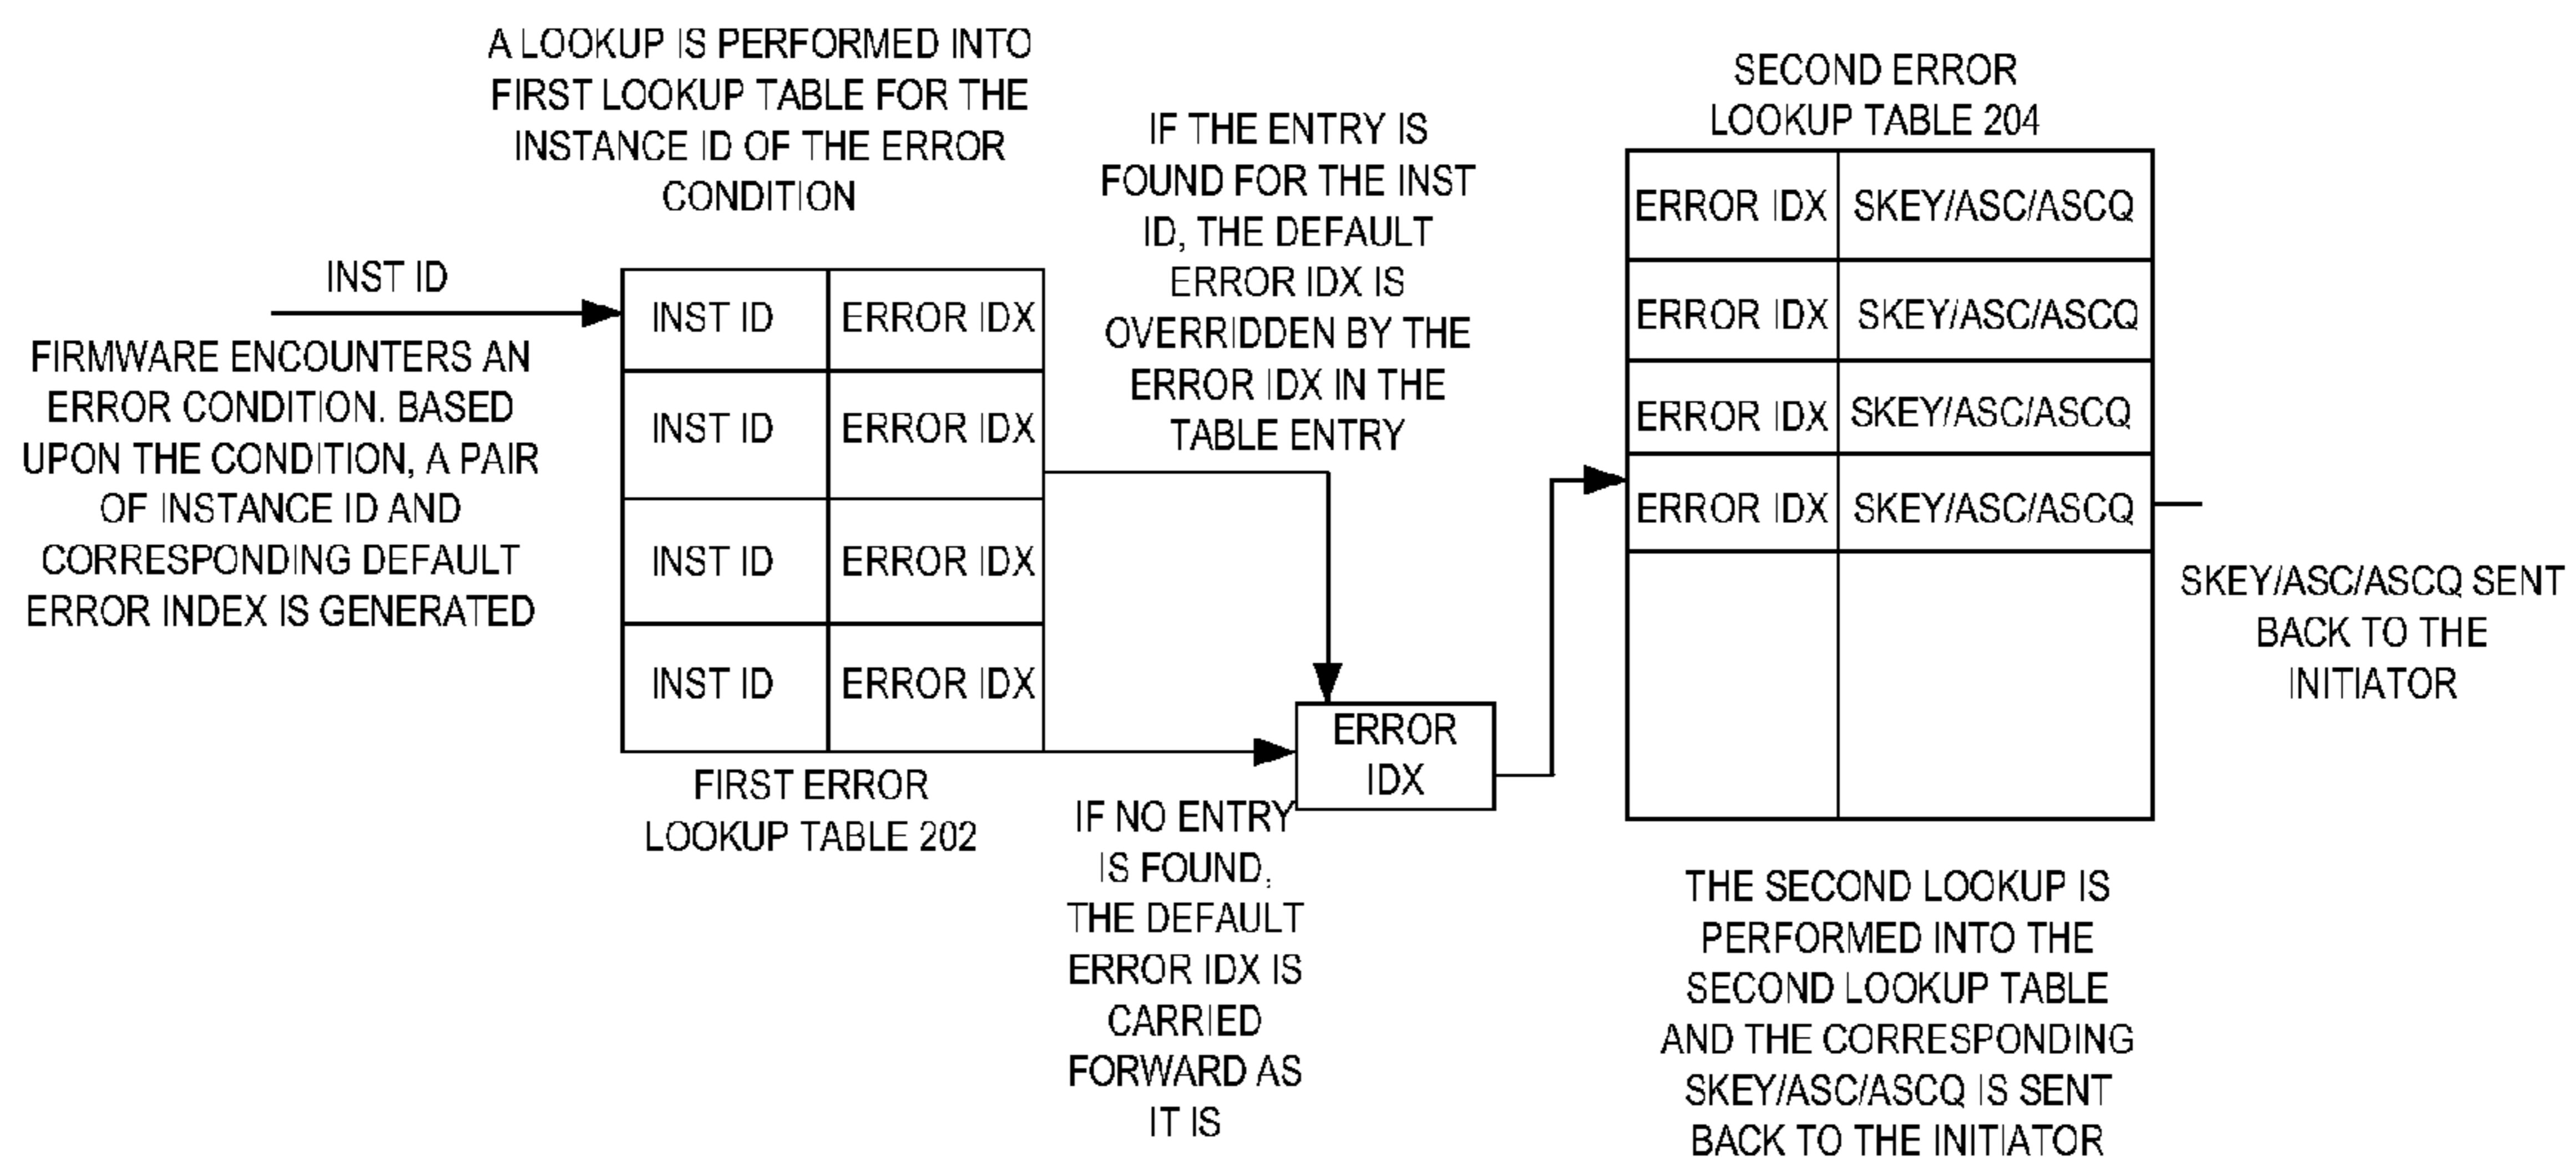 A LOOKUP IS PERFORMED INTO
FIRST LOOKUP TABLE FOR THE
INSTANCE ID OF THE ERROR
CONDITION
INST ID
FIRMWARE ENCOUNTERS AN
ERROR CONDITION. BASED
UPON THE CONDITION, A PAIR
OF INSTANCE ID AND
CORRESPONDING DEFAULT
ERROR INDEX IS GENERATED
INST ID ERROR IDX
INST ID ERROR IDX
INST ID ERROR IDX
INST ID ERROR IDX
FIRST ERROR
LOOKUP TABLE 202
IF THE ENTRY IS
FOUND FOR THE INST
ID, THE DEFAULT
ERROR IDX IS
OVERRIDDEN BY THE
ERROR IDX IN THE
TABLE ENTRY
IF NO ENTRY
IS FOUND,
THE DEFAULT
ERROR IDX IS
CARRIED
FORWARD AS
IT IS
ERROR
IDX
SECOND ERROR
LOOKUP TABLE 204
ERROR IDX SKEY/ASC/ASCQ
ERROR IDX SKEY/ASC/ASCQ
ERROR IDX SKEY/ASC/ASCQ
ERROR IDX SKEY/ASC/ASCQ
SKEY/ASC/ASCQ SENT
BACK TO THE
INITIATOR
THE SECOND LOOKUP IS
PERFORMED INTO THE
SECOND LOOKUP TABLE
AND THE CORRESPONDING
SKEY/ASC/ASCQ IS SENT
BACK TO THE INITIATOR